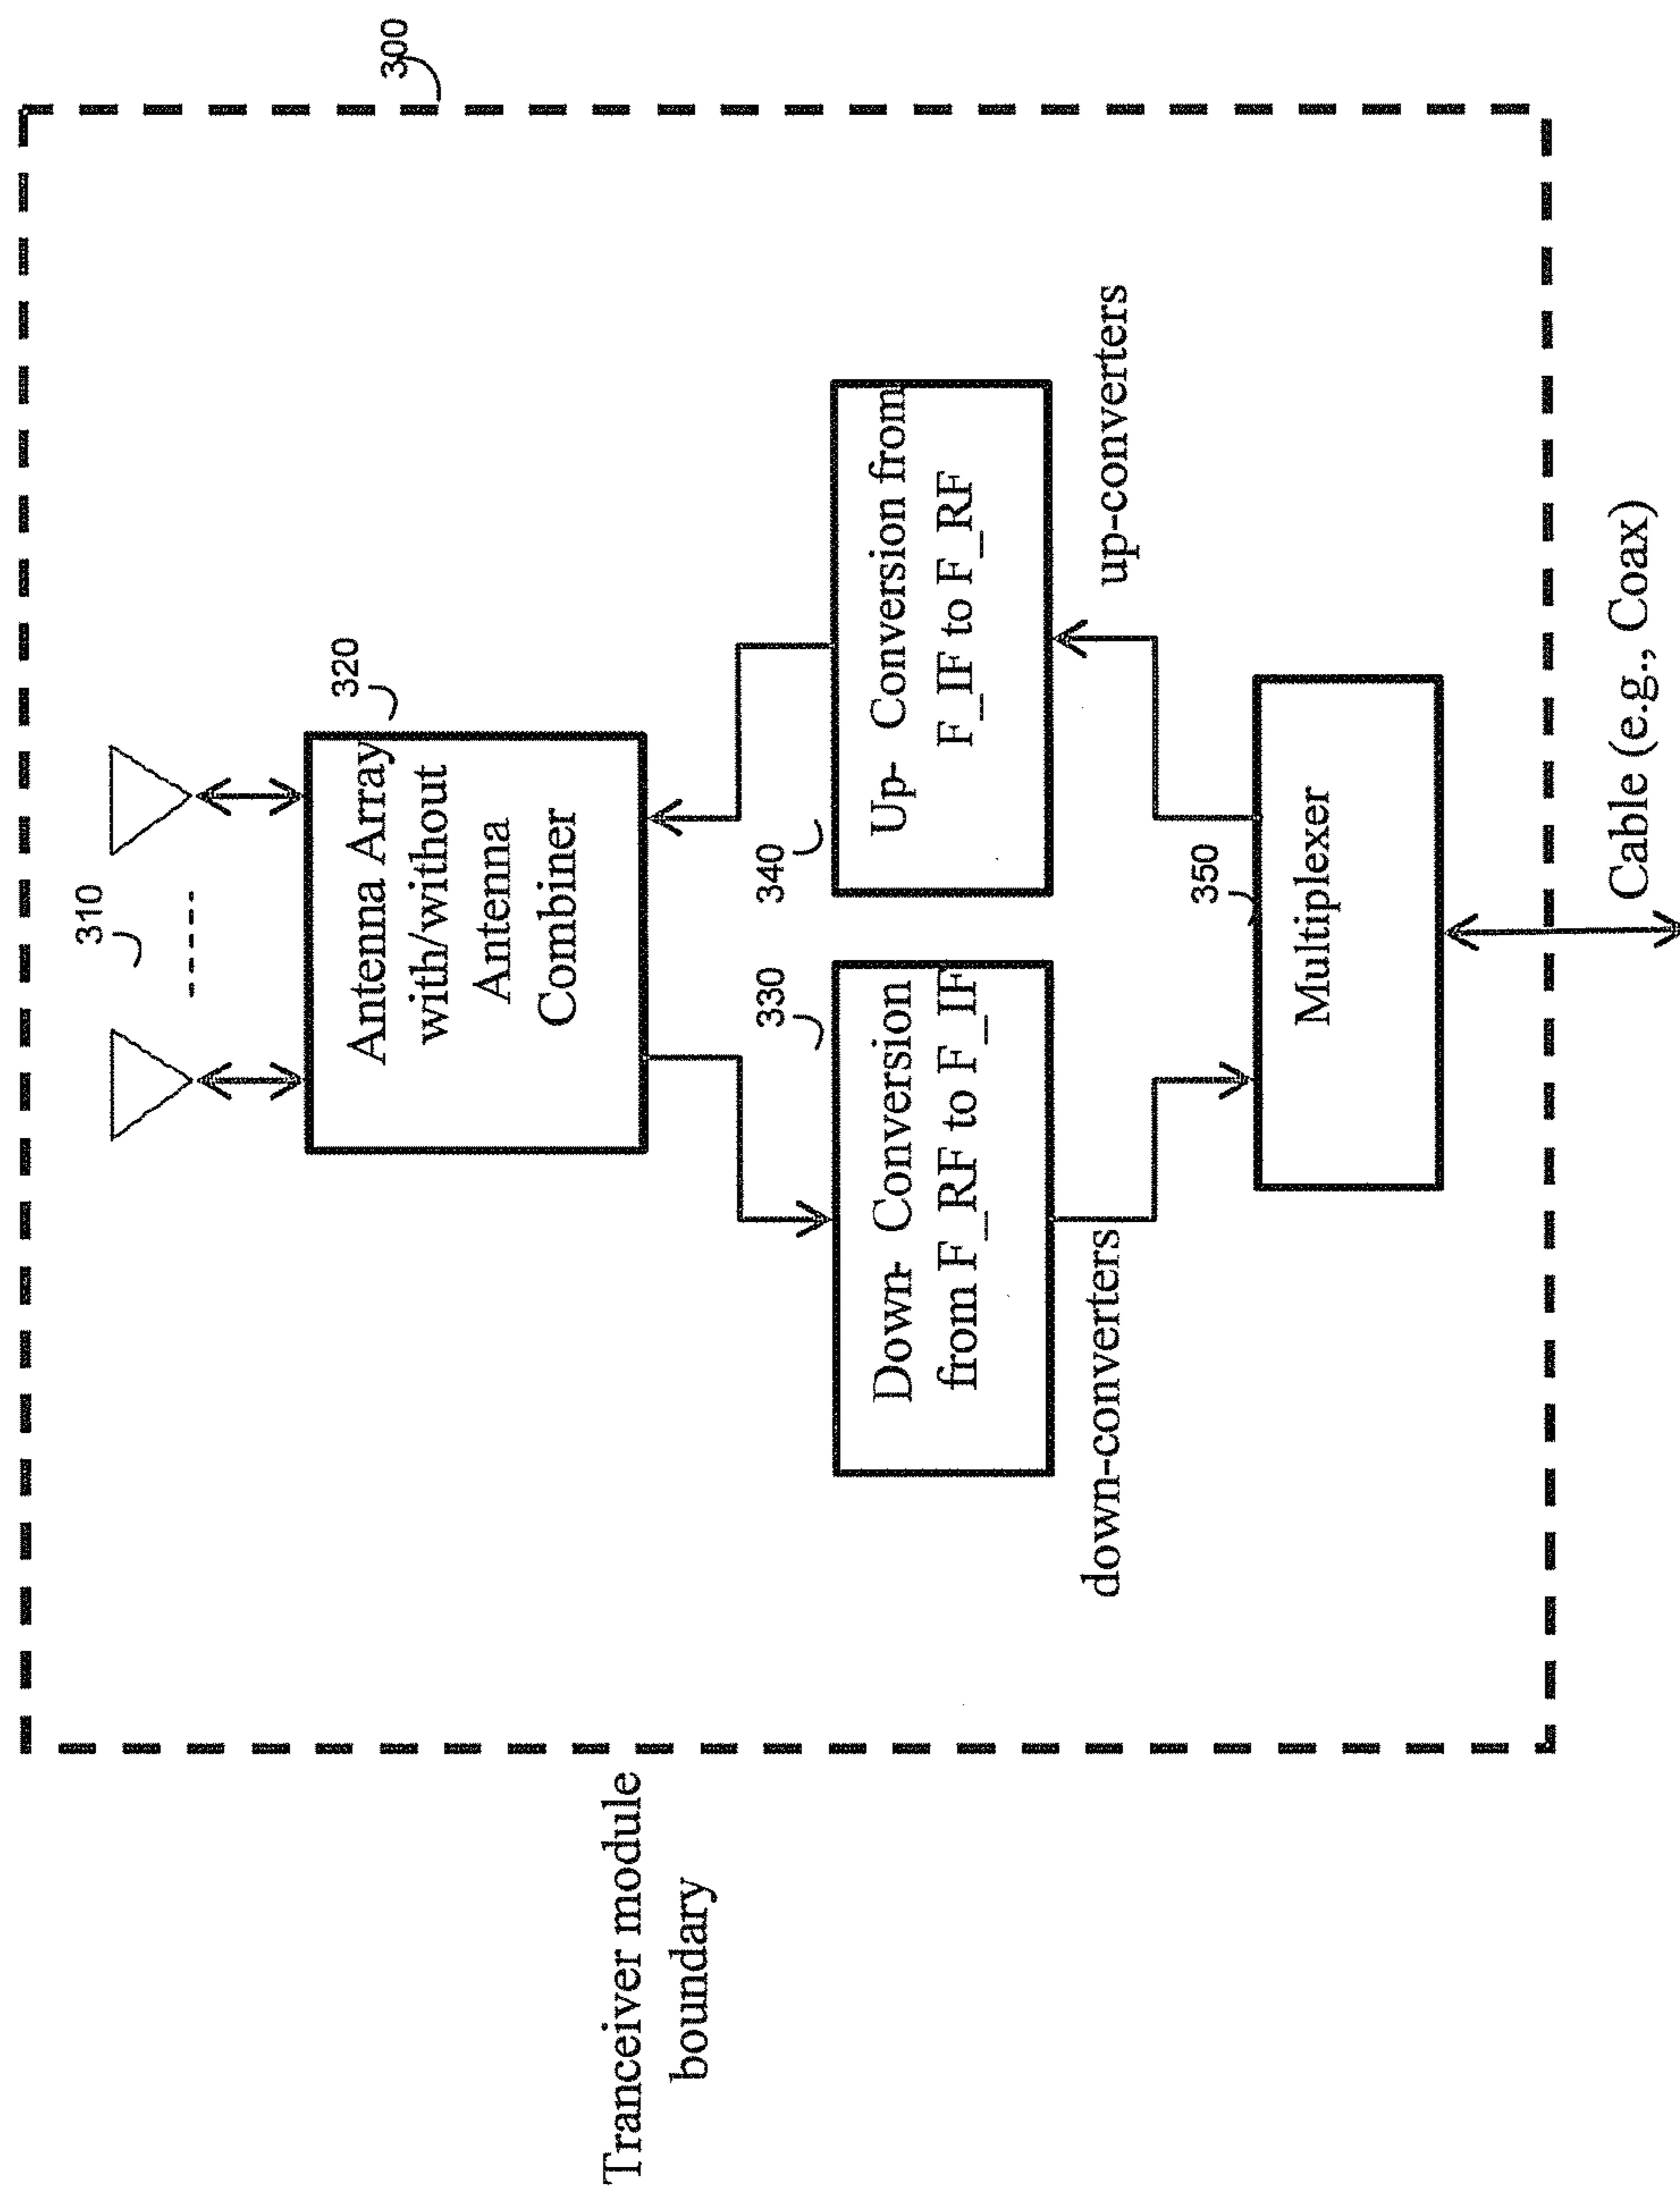 300
310
320
Antenna Array
with/without
Antenna
Combiner
330
Down- Conversion
from F_RF to F_IF
340
Up- Conversion from
F_IF to F_RF
down-converters
up-converters
350
Multiplexer
Cable (e.g., Coax)
Tranceiver module
boundary